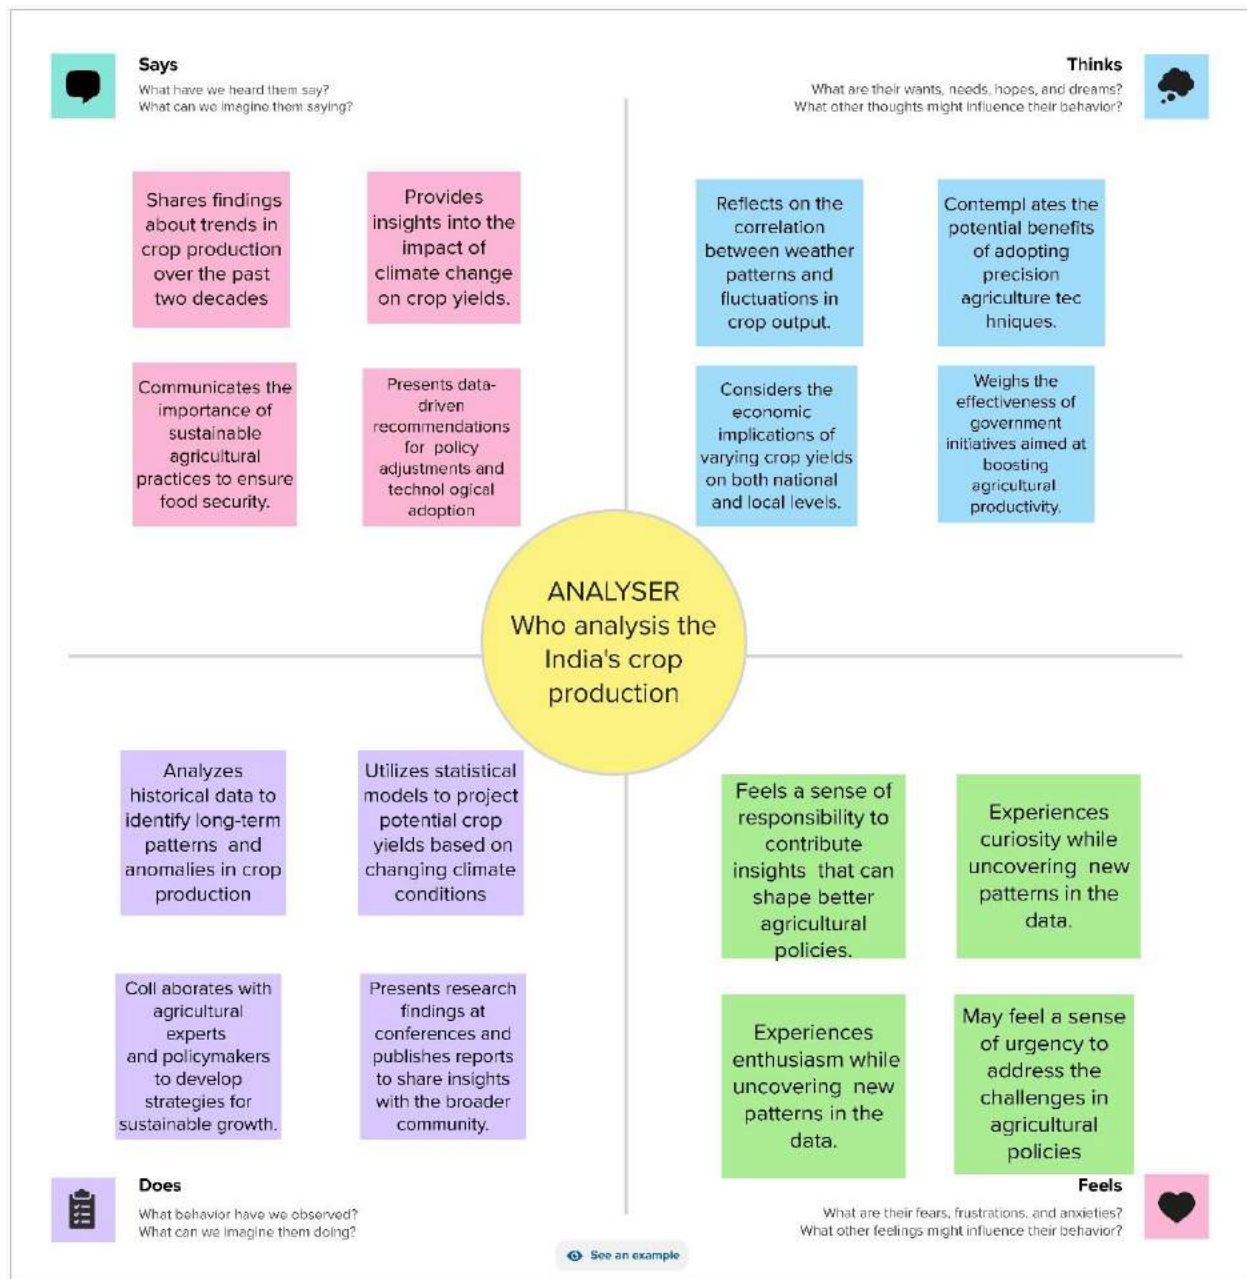 Says
What have we heard them say?
What can we imagine them saying?
Thinks
What are their wants, needs, hopes, and dreams?
What other thoughts might influence their behavior?
Shares findings
about trends in
crop production
over the past
two decades
Provides
insights into the
impact of
climate change
on crop yields.
Reflects on the
correlation
between weather
patterns and
fluctuations in
crop output.
Contempl ates the
potential benefits
of adopting
precision
agriculture tec
hniques.
Communicates the
importance of
sustainable
agricultural
practices to ensure
food security.
Presents data-
driven
recommendations
for policy
adjustments and
technol ogical
adoption
Considers the
economic
implications of
varying crop yields
on both national
and local levels.
Weighs the
effectiveness of
government
initiatives aimed at
boosting
agricultural
productivity.
ANALYSER
Who analysis the
India's crop
production
Analyzes
historical data to
identify long-term
patterns and
anomalies in crop
production
Utilizes statistical
models to project
potential crop
yields based on
changing climate
conditions
Feels a sense of
responsibility to
contribute
insights that can
shape better
agricultural
policies.
Experiences
curiosity while
uncovering new
patterns in the
data.
Coll aborates with
agricultural
experts
and policymakers
to develop
strategies for
sustainable growth.
Presents research
findings at
conferences and
publishes reports
to share insights
with the broader
community.
Experiences
enthusiasm while
uncovering new
patterns in the
data.
May feel a sense
of urgency to
address the
challenges in
agricultural
policies
Does
What behavior have we observed?
What can we imagine them doing?
Feels
What are their fears, frustrations, and anxieties?
What other feelings might influence their behavior?
See an example